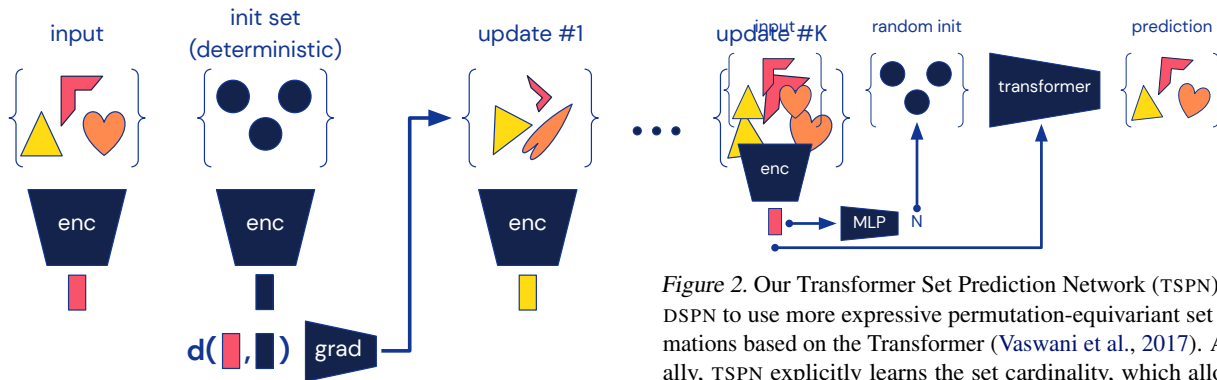 input
init set
(deterministic)
update #1
update #K
input
random init
prediction
transformer
enc
enc
enc
enc
MLP
N
d( , )
grad
Figure 2. Our Transformer Set Prediction Network (TSPN)
DSPN to use more expressive permutation-equivariant set
mations based on the Transformer (Vaswani et al., 2017). A
ally, TSPN explicitly learns the set cardinality, which allo